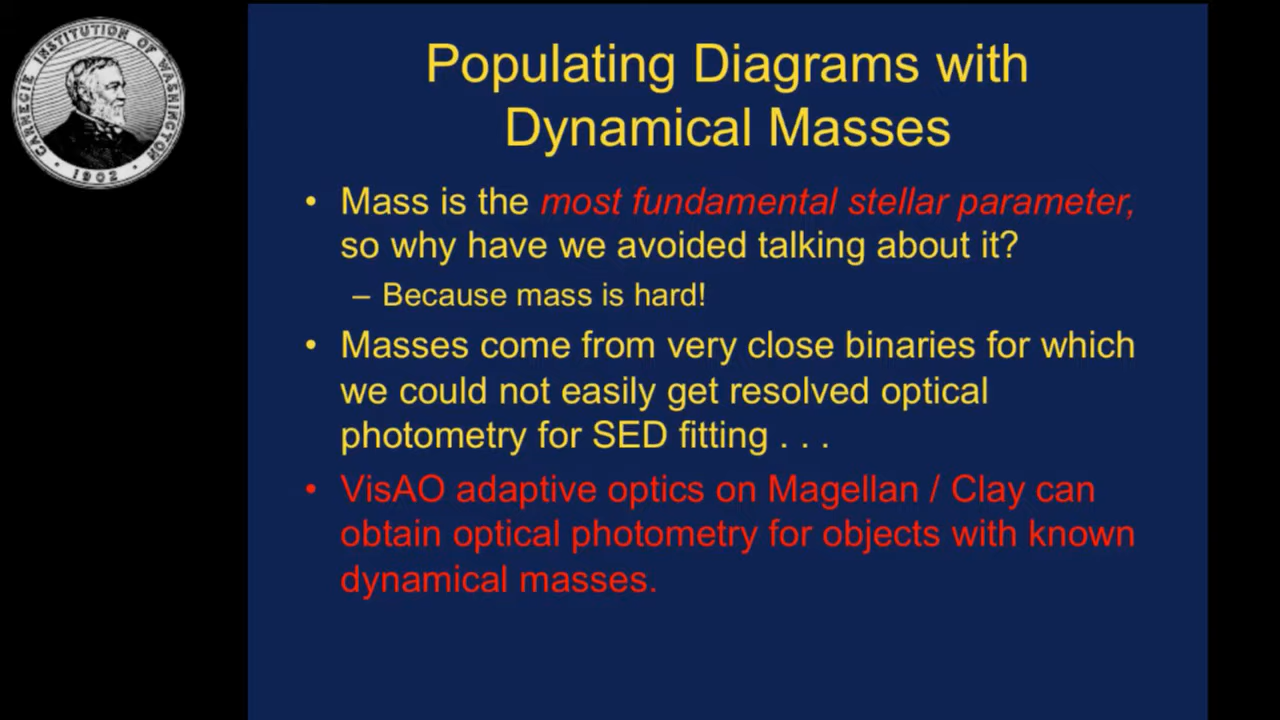 CARNEGIE INSTITUTION OF WASHINGTON
· 1902 ·
Populating Diagrams with
Dynamical Masses
• Mass is the most fundamental stellar parameter,
so why have we avoided talking about it?
– Because mass is hard!
• Masses come from very close binaries for which
we could not easily get resolved optical
photometry for SED fitting . . .
• VisAO adaptive optics on Magellan / Clay can
obtain optical photometry for objects with known
dynamical masses.